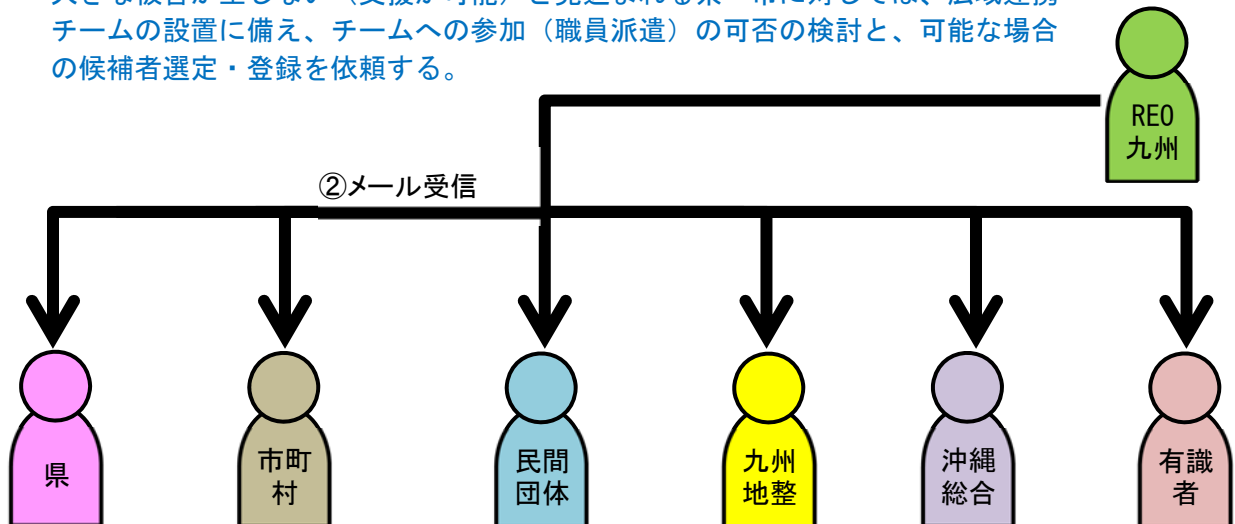 チームの設置に備え、チームへの参加（職員派遣）の可否の検討と、可能な場合
の候補者選定・登録を依頼する。
REO
九州
②メール受信
県
市町
村
民間
団体
九州
地整
沖縄
総合
有識
者